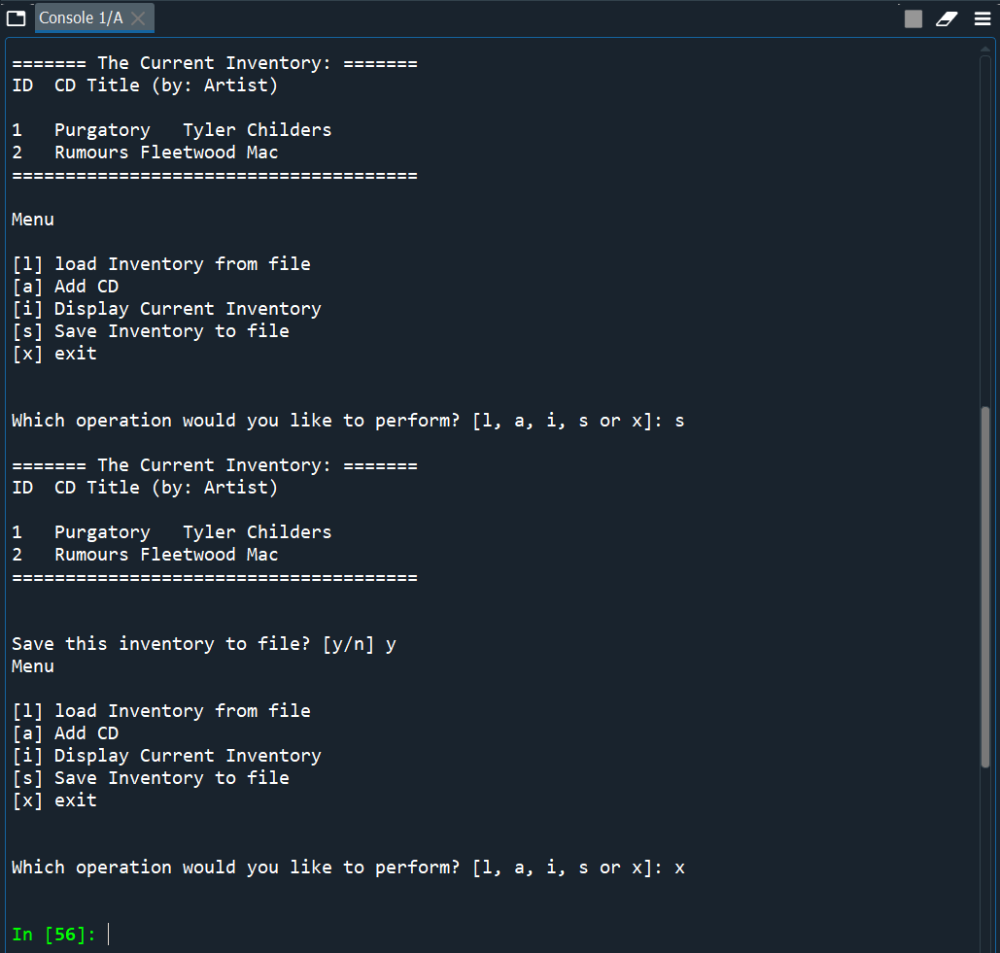 Console 1/A
======= The Current Inventory: =======
ID  CD Title (by: Artist)
1   Purgatory   Tyler Childers
2   Rumours Fleetwood Mac
======================================
Menu
[l] load Inventory from file
[a] Add CD
[i] Display Current Inventory
[s] Save Inventory to file
[x] exit
Which operation would you like to perform? [l, a, i, s or x]: s
======= The Current Inventory: =======
ID  CD Title (by: Artist)
1   Purgatory   Tyler Childers
2   Rumours Fleetwood Mac
======================================
Save this inventory to file? [y/n] y
Menu
[l] load Inventory from file
[a] Add CD
[i] Display Current Inventory
[s] Save Inventory to file
[x] exit
Which operation would you like to perform? [l, a, i, s or x]: x
In [56]: